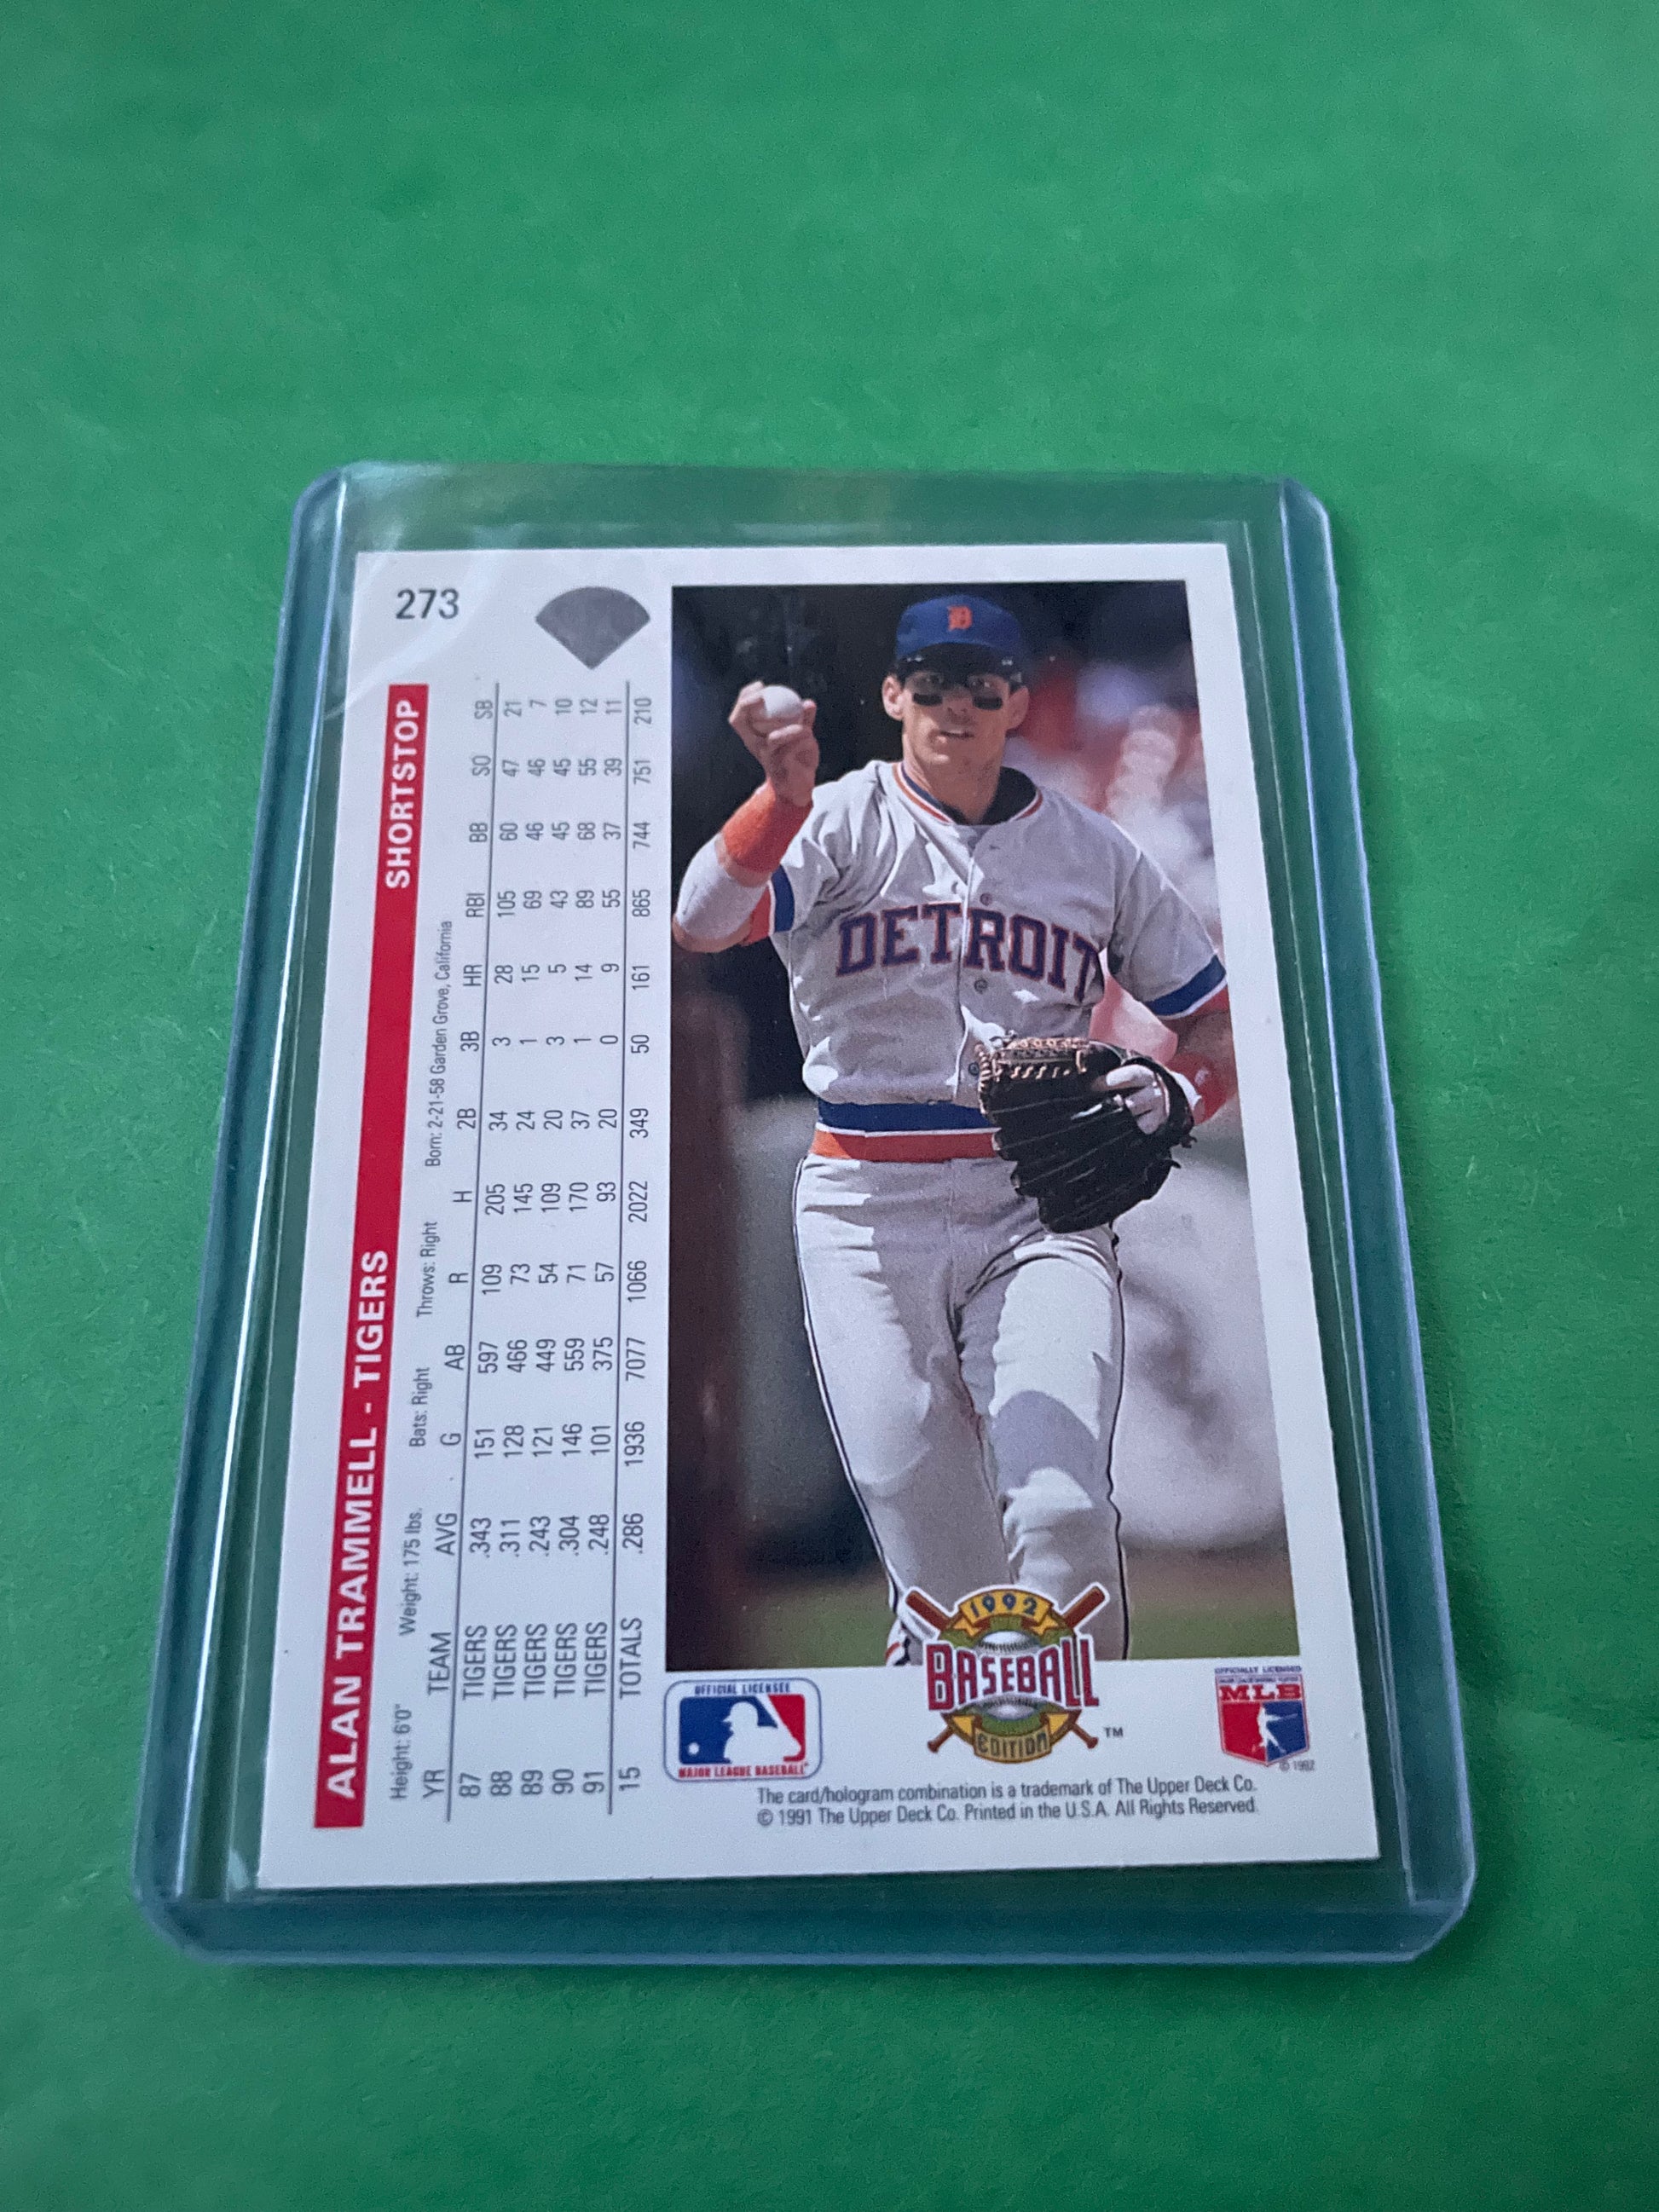 273
ALAN TRAMMELL - TIGERS SHORTSTOP
Height: 6'0" Weight: 175 lbs. Bats: Right Throws: Right Born: 2-21-58 Garden Grove, California
YR TEAM AVG G AB R H 2B 3B HR RBI BB SO SB
87 TIGERS .343 151 597 109 205 34 3 28 105 60 47 21
88 TIGERS .311 128 466 73 145 24 1 15 69 46 46 7
89 TIGERS .243 121 449 54 109 20 3 5 43 45 45 10
90 TIGERS .304 146 559 71 170 37 1 14 89 68 55 12
91 TIGERS .248 101 375 57 93 20 0 9 55 37 39 11
15 TOTALS .286 1936 7077 1066 2022 349 50 161 865 744 751 210
D
DETROIT
OFFICIAL LICENSEE
MAJOR LEAGUE BASEBALL
1992
BASEBALL
EDITION
TM
OFFICIALLY LICENSED
MLB
© 1992
The card/hologram combination is a trademark of The Upper Deck Co.
© 1991 The Upper Deck Co. Printed in the U.S.A. All Rights Reserved.